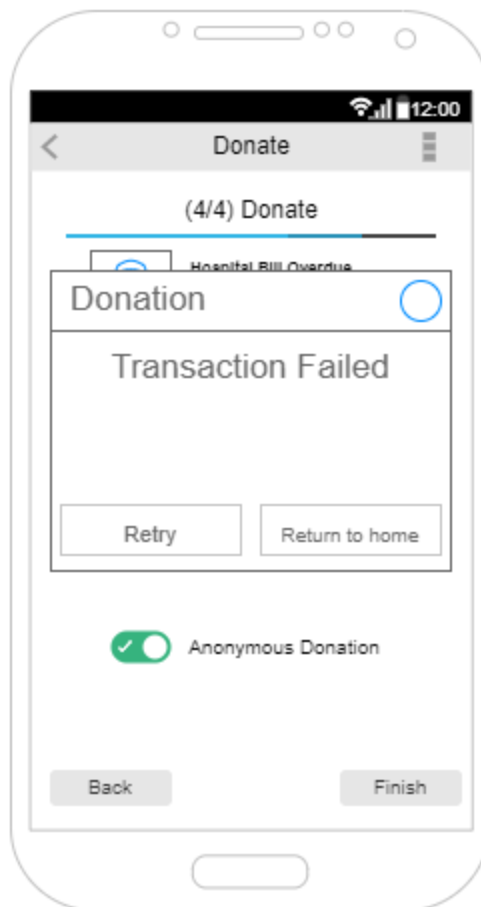 12:00
Donate
(4/4) Donate
Hospital Bill Overdue
Donation
Transaction Failed
Retry
Return to home
Anonymous Donation
Back
Finish